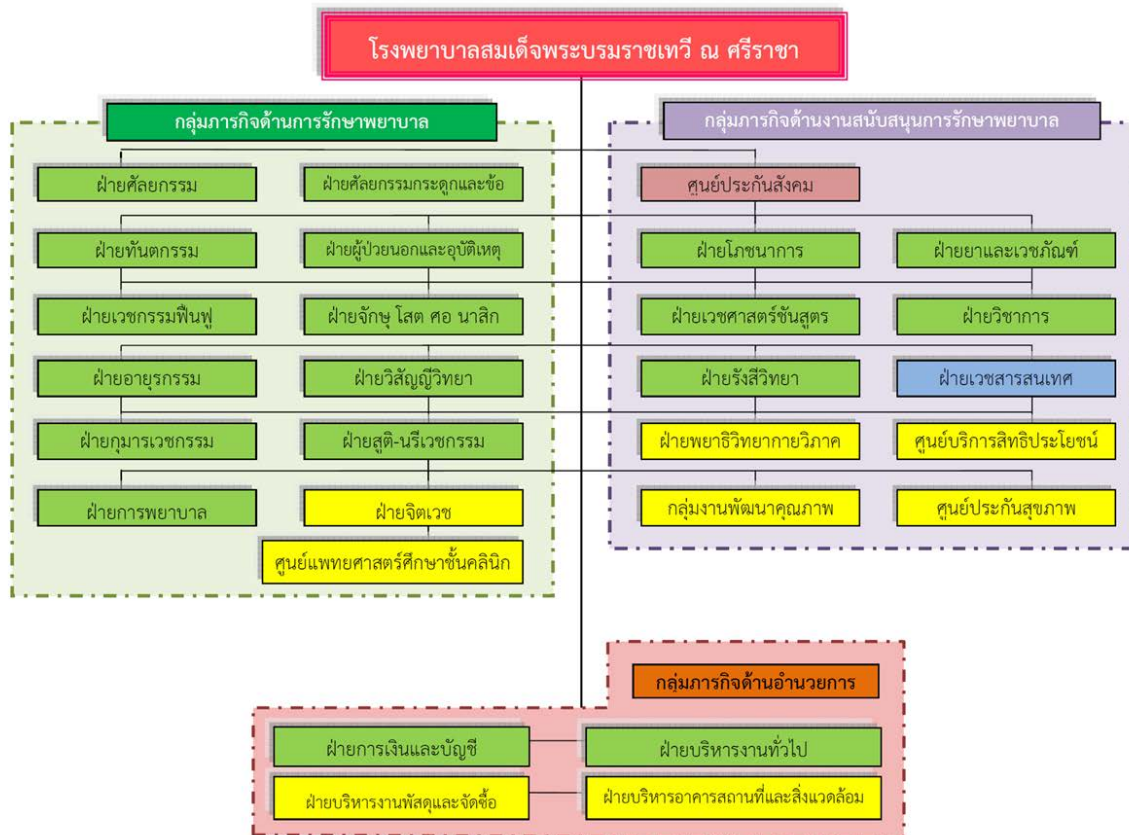 โรงพยาบาลสมเด็จพระบรมราชเทวี ณ ศรีราชา
กลุ่มภารกิจด้านการรักษาพยาบาล
ฝ่ายศัลยกรรม
ฝ่ายศัลยกรรมกระดูกและข้อ
ฝ่ายทันตกรรม
ฝ่ายผู้ป่วยนอกและอุบัติเหตุ
ฝ่ายเวชกรรมฟื้นฟู
ฝ่ายจักษุ โสต ศอ นาสิก
ฝ่ายอายุรกรรม
ฝ่ายวิสัญญีวิทยา
ฝ่ายกุมารเวชกรรม
ฝ่ายสูติ-นรีเวชกรรม
ฝ่ายการพยาบาล
ฝ่ายจิตเวช
ศูนย์แพทยศาสตร์ศึกษาชั้นคลินิก
กลุ่มภารกิจด้านงานสนับสนุนการรักษาพยาบาล
ศูนย์ประกันสังคม
ฝ่ายโภชนาการ
ฝ่ายยาและเวชภัณฑ์
ฝ่ายเวชศาสตร์ชันสูตร
ฝ่ายวิชาการ
ฝ่ายรังสีวิทยา
ฝ่ายเวชสารสนเทศ
ฝ่ายพยาธิวิทยากายวิภาค
ศูนย์บริการสิทธิประโยชน์
กลุ่มงานพัฒนาคุณภาพ
ศูนย์ประกันสุขภาพ
กลุ่มภารกิจด้านอำนวยการ
ฝ่ายการเงินและบัญชี
ฝ่ายบริหารงานทั่วไป
ฝ่ายบริหารงานพัสดุและจัดซื้อ
ฝ่ายบริหารอาคารสถานที่และสิ่งแวดล้อม